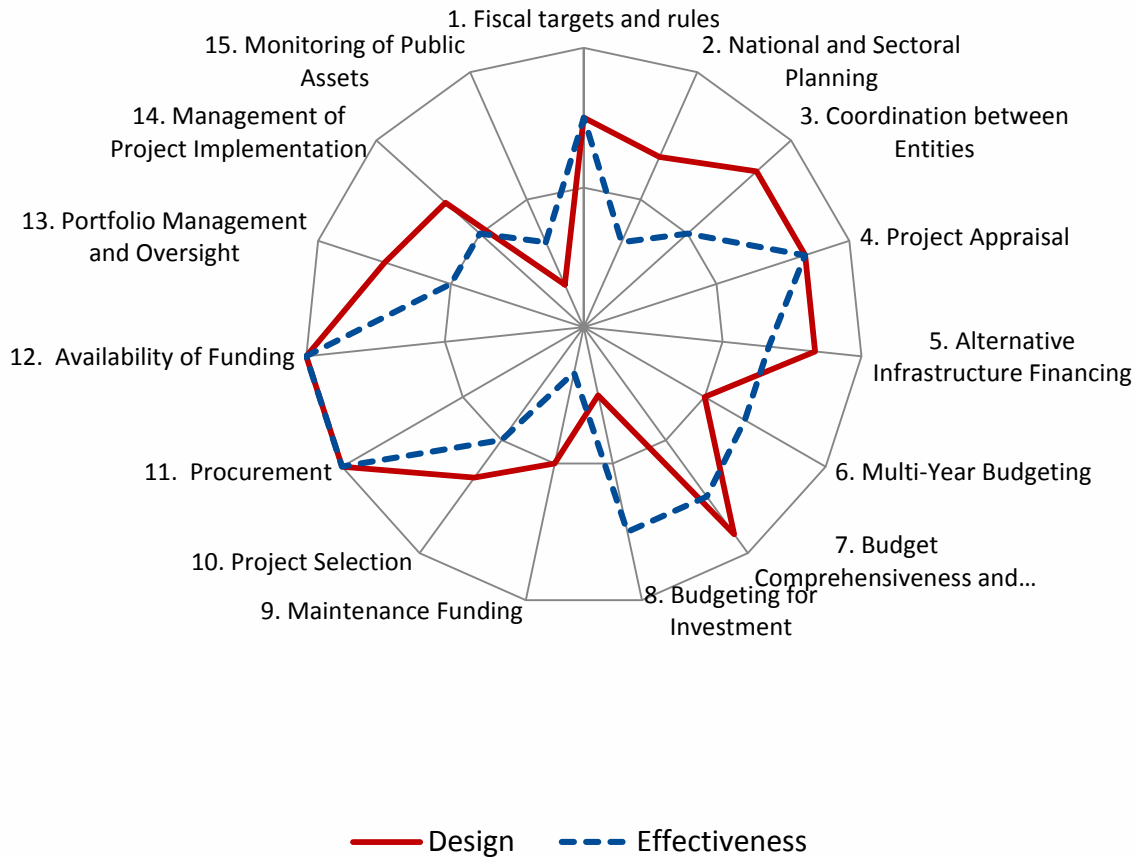 1. Fiscal targets and rules
2. National and Sectoral
Planning
3. Coordination between
Entities
4. Project Appraisal
5. Alternative
Infrastructure Financing
6. Multi-Year Budgeting
7. Budget
Comprehensiveness and...
8. Budgeting for
Investment
9. Maintenance Funding
10. Project Selection
11. Procurement
12. Availability of Funding
13. Portfolio Management
and Oversight
14. Management of
Project Implementation
15. Monitoring of Public
Assets
Design
Effectiveness